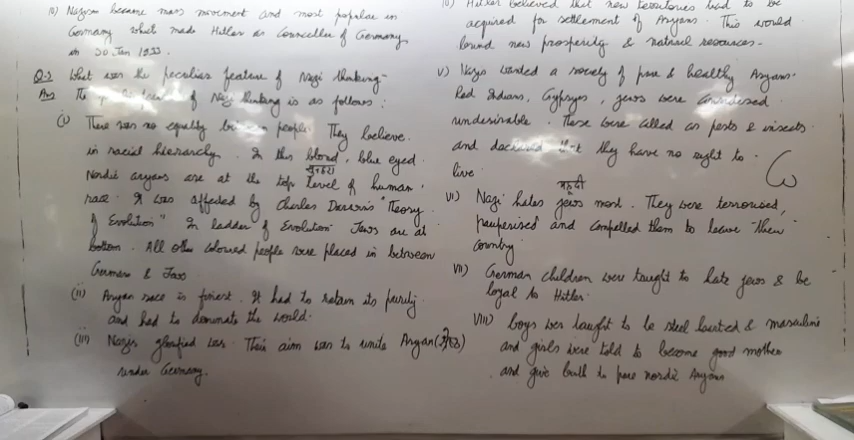 10) Nazism became mass movement and most popular in
Germany which made Hitler as Councellor of Germany
on 30 Jan 1933.
Q.2 What was the peculiar feature of Nazi thinking-
Ans The feature of Nazi thinking is as follows :
(i) There was no equality between people. They believe
in racial hierarchy. In this blond, blue eyed
Nordic aryans are at the top level of human
सुनहरा
race. It was affected by Charles Darwin's "Theory
of Evolution" In ladder of Evolution Jews are at
bottom. All other coloured people were placed in between
German & Jews
(ii) Aryan race is finest. It had to retain its purity
and had to dominate the world.
(iii) Nazis glorified war. Their aim was to unite Aryan
under Germany.
Hitler believed that new territories had to be
acquired for settlement of Aryans. This would
found new prosperity & natural resources-
v) Nazis wanted a society of pure & healthy Aryans.
Red Indians, Gypsyes, jews were considered
undesirable. These were called as pests & insects
and that they have no right to
live.
यहूदी
vi) Nazi hates jews most. They were terrorised,
pauperised and compelled them to leave their
country
VII) German children were taught to hate jews & be
loyal to Hitler.
VIII) boys were taught to be steel hearted & masculine
and girls were told to become good mother
and give birth to pure nordic Aryans